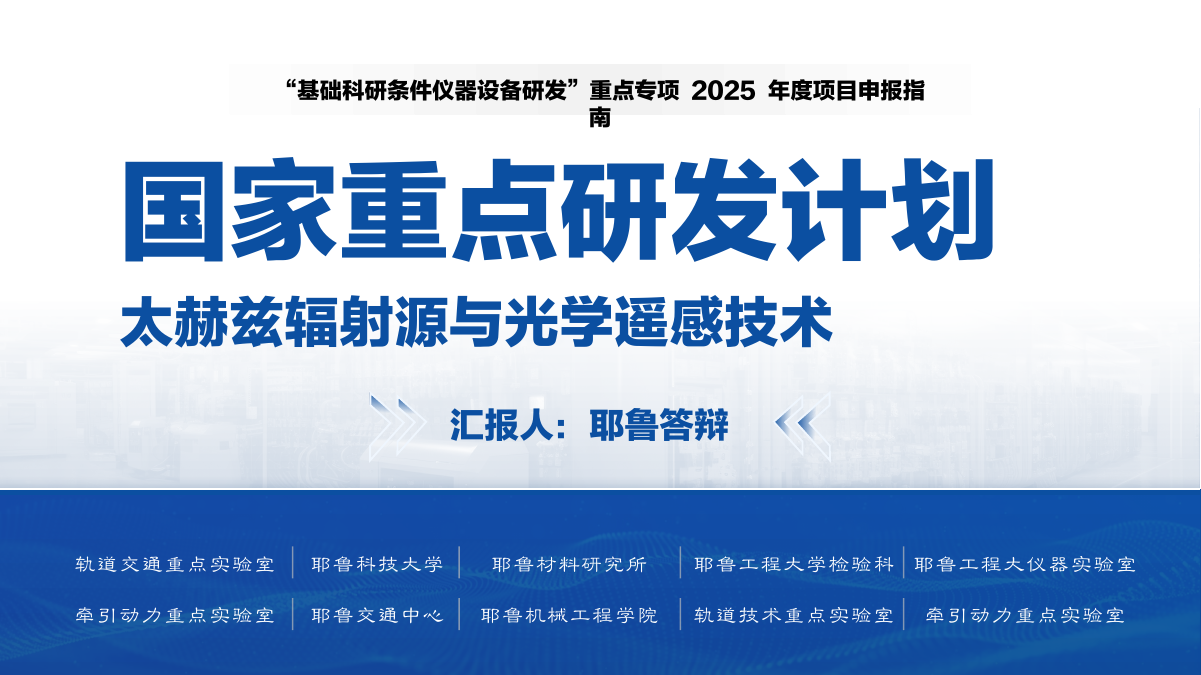 “基础科研条件仪器设备研发”重点专项 2025 年度项目申报指
南
国家重点研发计划
太赫兹辐射源与光学遥感技术
汇报人：耶鲁答辩
轨道交通重点实验室 耶鲁科技大学 耶鲁材料研究所 耶鲁工程大学检验科 耶鲁工程大仪器实验室
牵引动力重点实验室 耶鲁交通中心 耶鲁机械工程学院 轨道技术重点实验室 牵引动力重点实验室